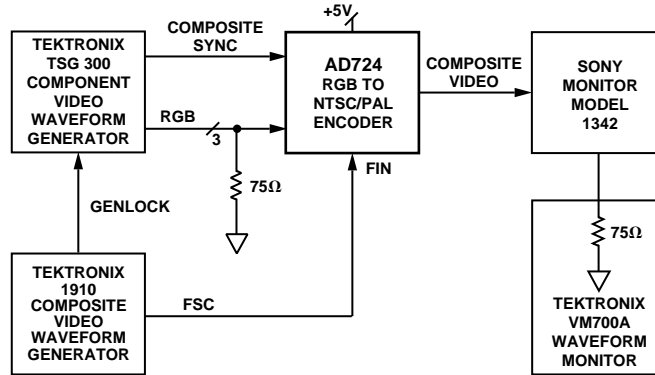 +5V
COMPOSITE
SYNC
TEKTRONIX
TSG 300
COMPONENT
VIDEO
WAVEFORM
GENERATOR
RGB
3
AD724
RGB TO
NTSC/PAL
ENCODER
COMPOSITE
VIDEO
SONY
MONITOR
MODEL
1342
75Ω
FIN
GENLOCK
75Ω
TEKTRONIX
1910
COMPOSITE
VIDEO
WAVEFORM
GENERATOR
FSC
TEKTRONIX
VM700A
WAVEFORM
MONITOR